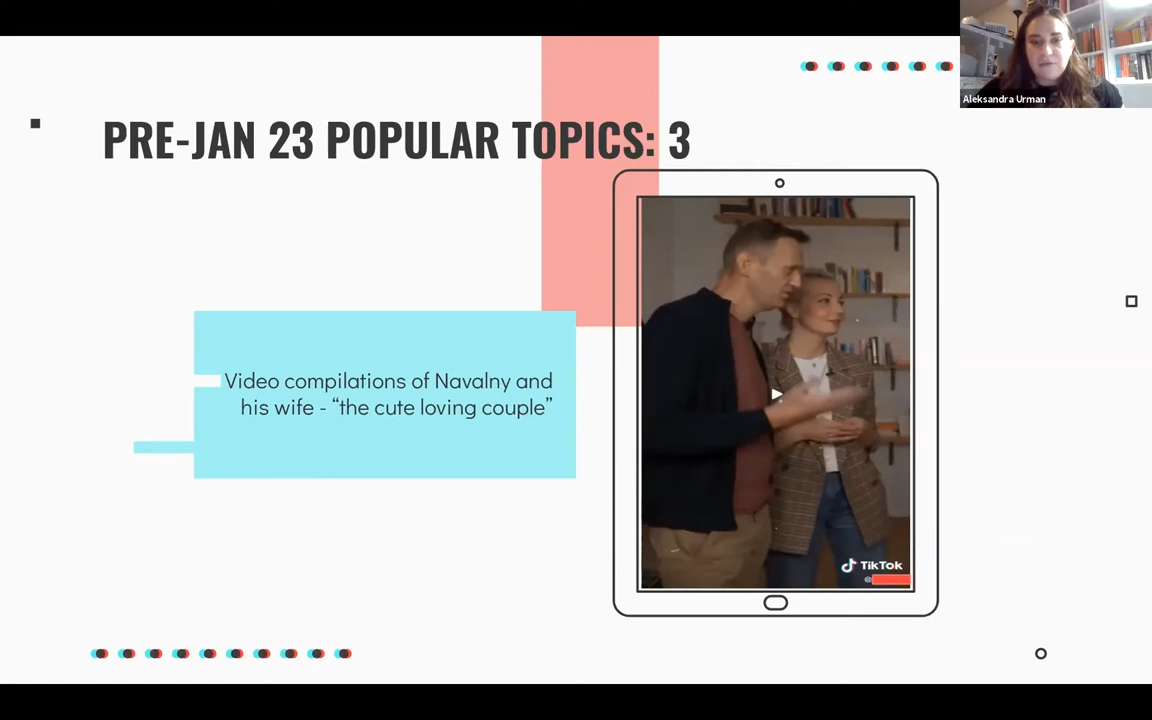 Aleksandra Urman
PRE-JAN 23 POPULAR TOPICS: 3
Video compilations of Navalny and
his wife - “the cute loving couple”
TikTok
@